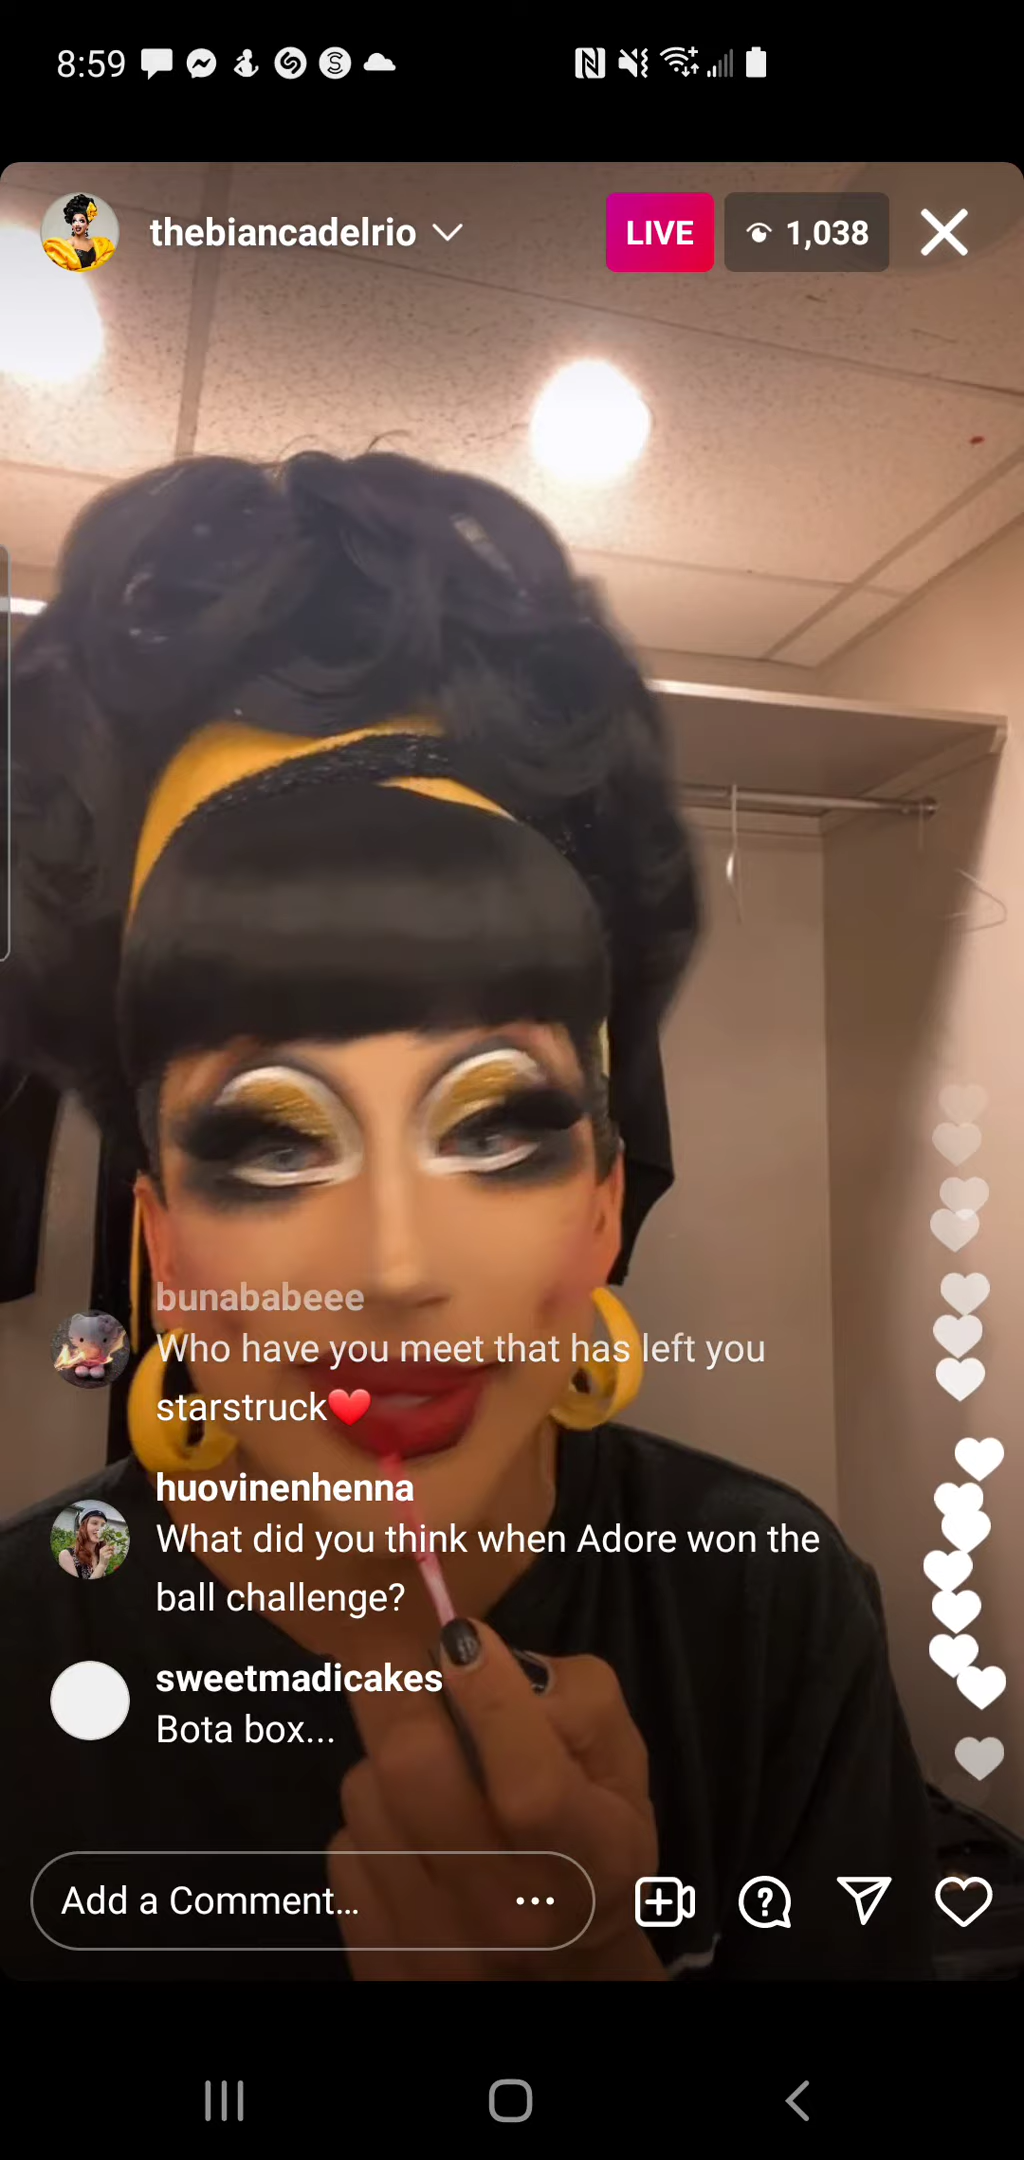 8:59
thebiancadelrio
LIVE
1,038
bunababeee
Who have you meet that has left you
starstruck❤️
huovinenhenna
What did you think when Adore won the
ball challenge?
sweetmadicakes
Bota box...
Add a Comment...